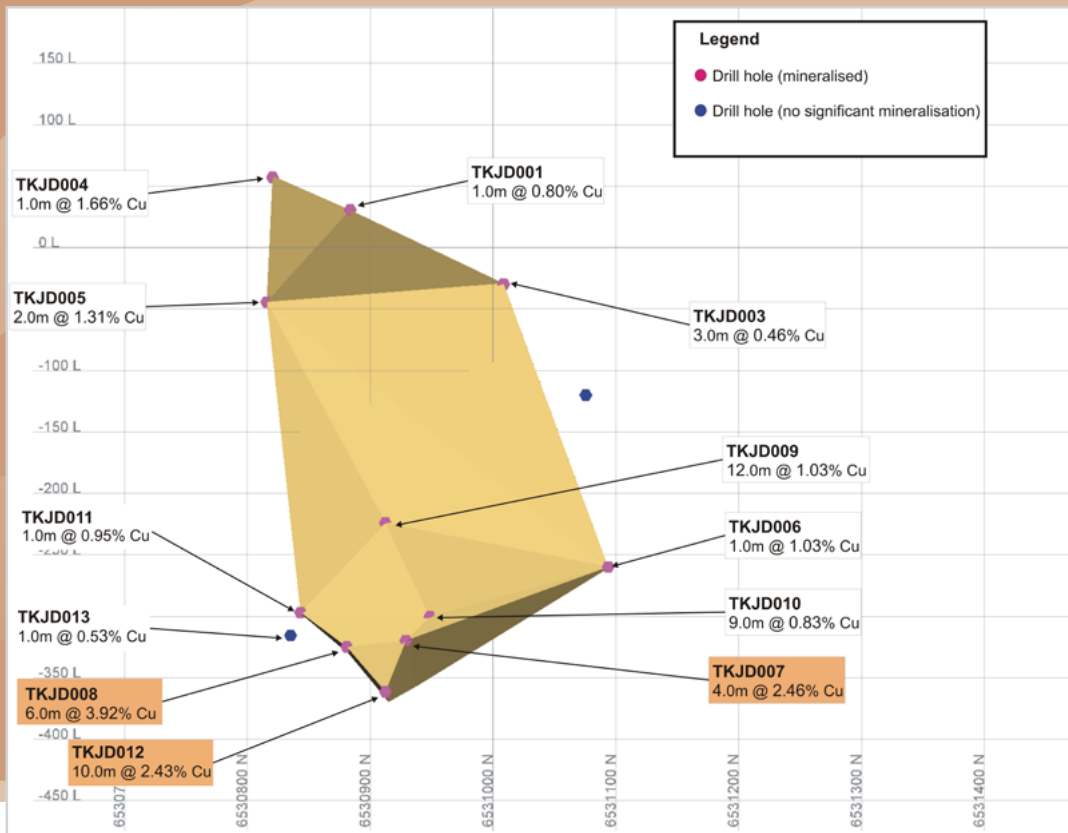 Legend
Drill hole (mineralised)
Drill hole (no significant mineralisation)
150 L
100 L
TKJD004
1.0m @ 1.66% Cu
TKJD001
1.0m @ 0.80% Cu
0 L
TKJD005
2.0m @ 1.31% Cu
TKJD003
3.0m @ 0.46% Cu
-100 L
-150 L
TKJD009
12.0m @ 1.03% Cu
-200 L
TKJD011
1.0m @ 0.95% Cu
TKJD006
1.0m @ 1.03% Cu
TKJD013
1.0m @ 0.53% Cu
TKJD010
9.0m @ 0.83% Cu
-350 L
TKJD007
4.0m @ 2.46% Cu
TKJD008
6.0m @ 3.92% Cu
-400 L
TKJD012
10.0m @ 2.43% Cu
-450 L
6530800 N
6530900 N
6531000 N
6531100 N
6531200 N
6531300 N
6531400 N